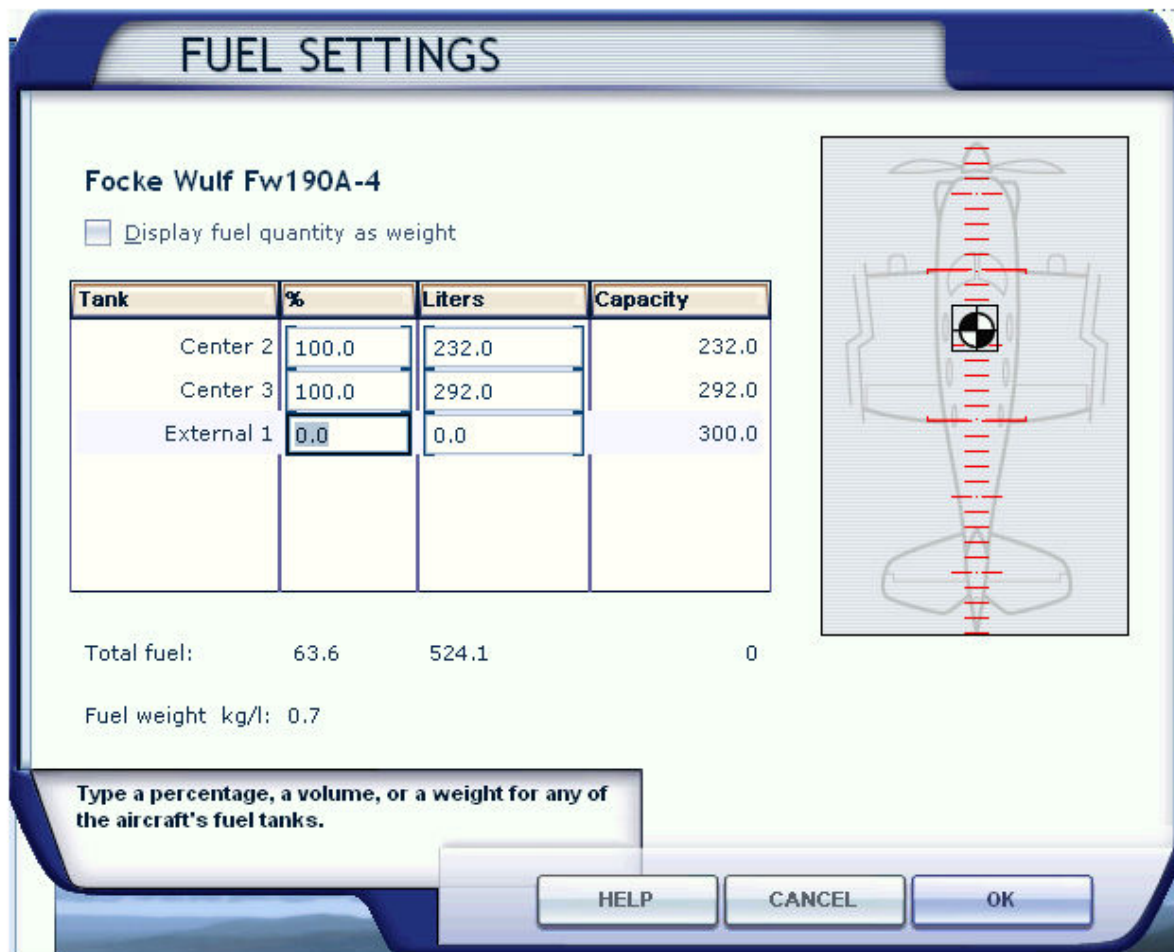 FUEL SETTINGS
Focke Wulf Fw190A-4
Display fuel quantity as weight
Tank % Liters Capacity
Center 2 100.0 232.0 232.0
Center 3 100.0 292.0 292.0
External 1 0.0 0.0 300.0
Total fuel: 63.6 524.1 0
Fuel weight kg/l: 0.7
Type a percentage, a volume, or a weight for any of
the aircraft's fuel tanks.
HELP CANCEL OK